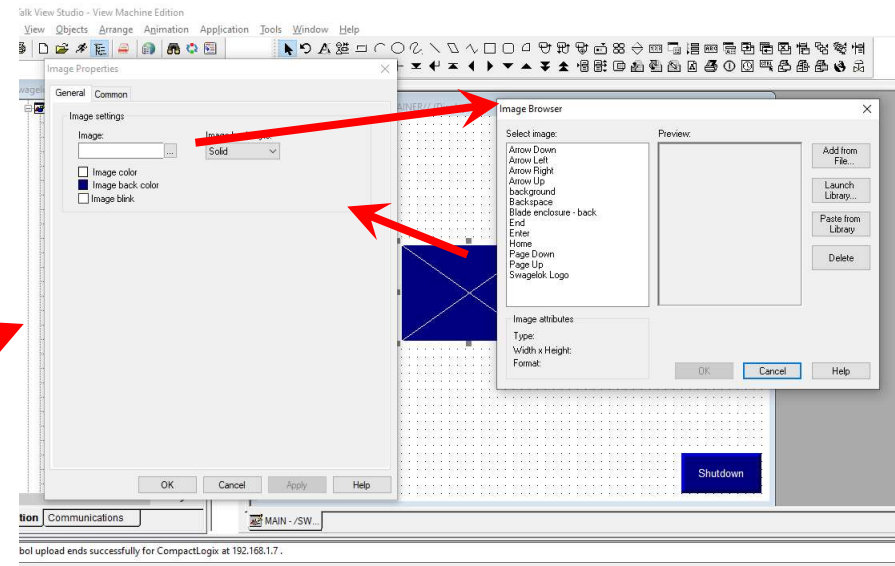 Talk View Studio - View Machine Edition
View Objects Arrange Animation Application Tools Window Help
Image Properties
General Common
Image settings
Image:
...
Solid
Image color
Image back color
Image blink
OK Cancel Apply Help
Image Browser
Select image:
Preview:
Arrow Down
Arrow Left
Arrow Right
Arrow Up
background
Backspace
Blade enclosure - back
End
Enter
Home
Page Down
Page Up
Swagelok Logo
Add from
File...
Launch
Library...
Paste from
Library
Delete
Image attributes
Type:
Width x Height:
Format:
OK Cancel Help
Shutdown
tion Communications
MAIN - /SW...
bol upload ends successfully for CompactLogix at 192.168.1.7 .